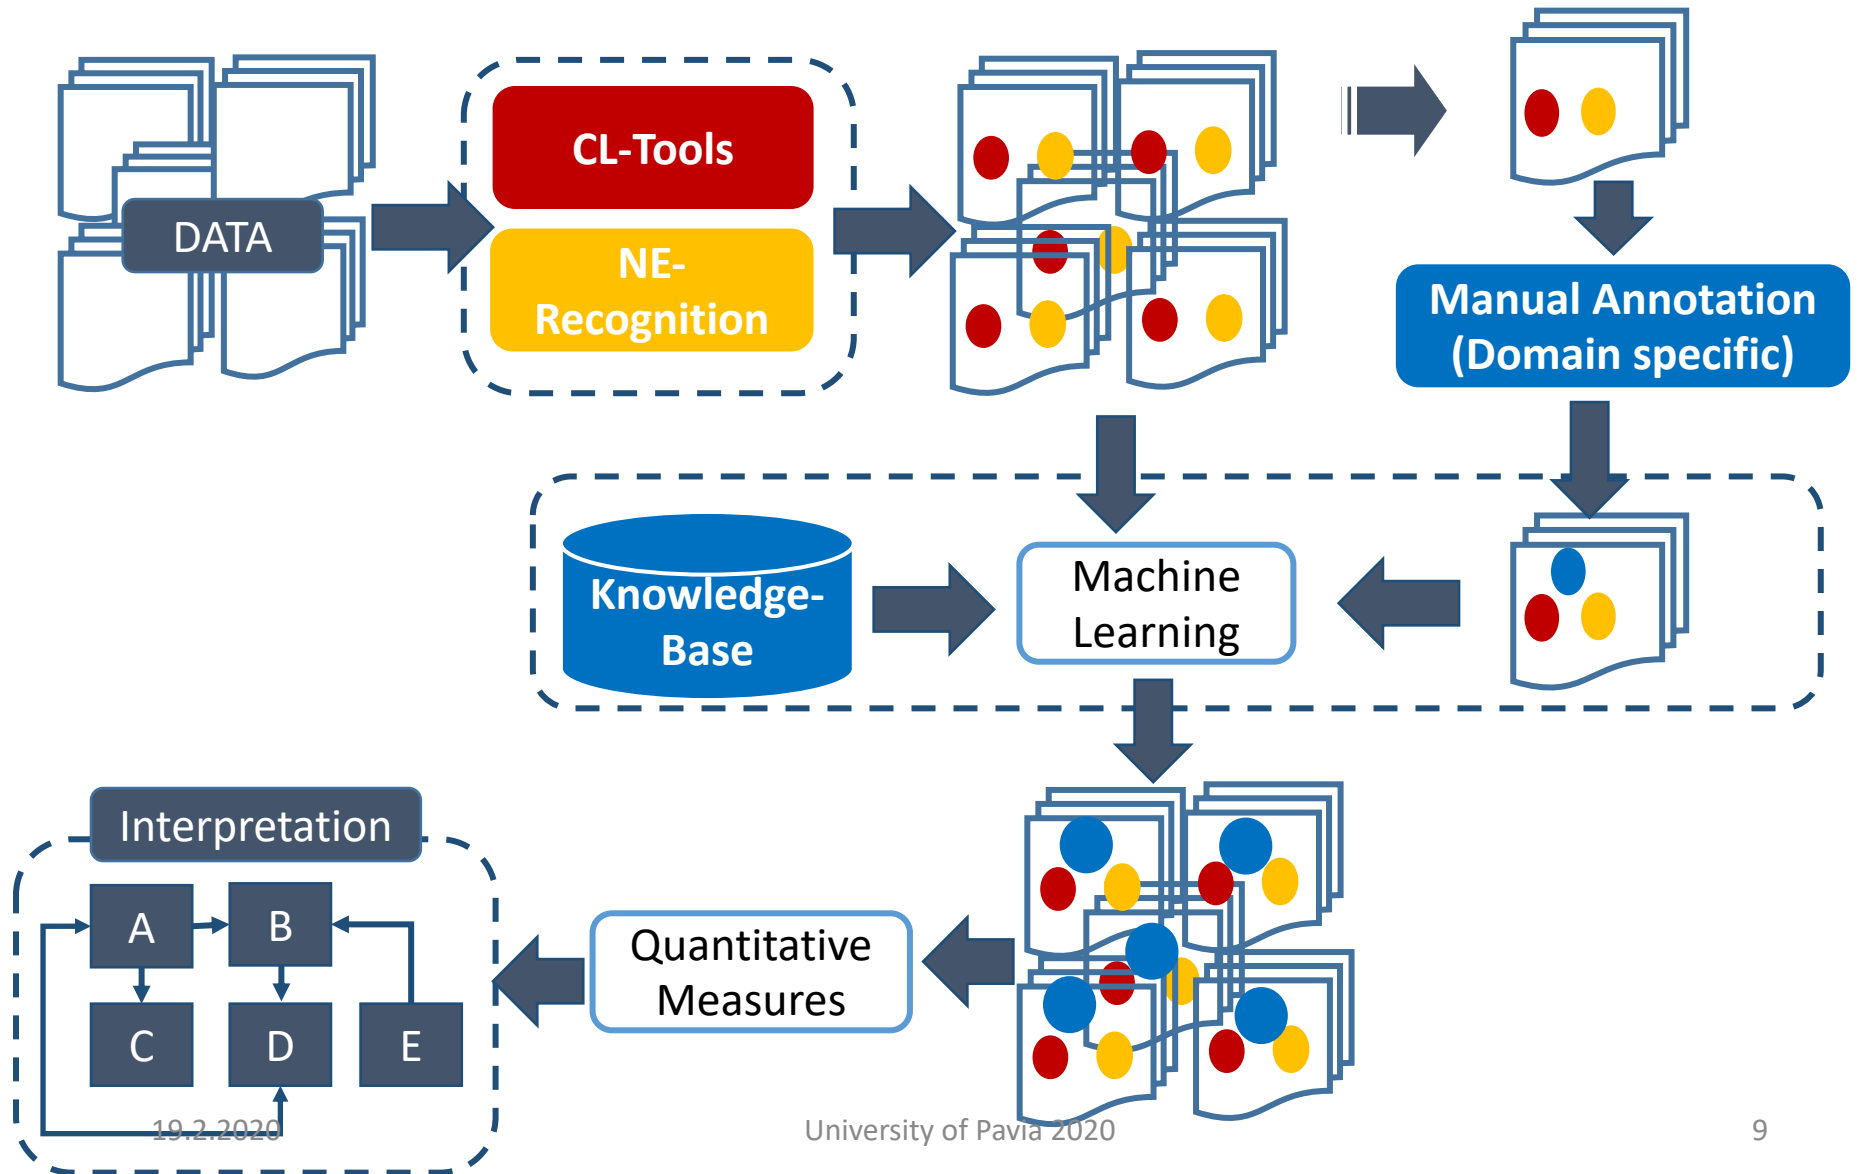 DATA
CL-Tools
NE-
Recognition
Manual Annotation
(Domain specific)
Knowledge-
Base
Machine
Learning
Interpretation
A
B
C
D
E
Quantitative
Measures
19.2.2020
University of Pavia 2020
9